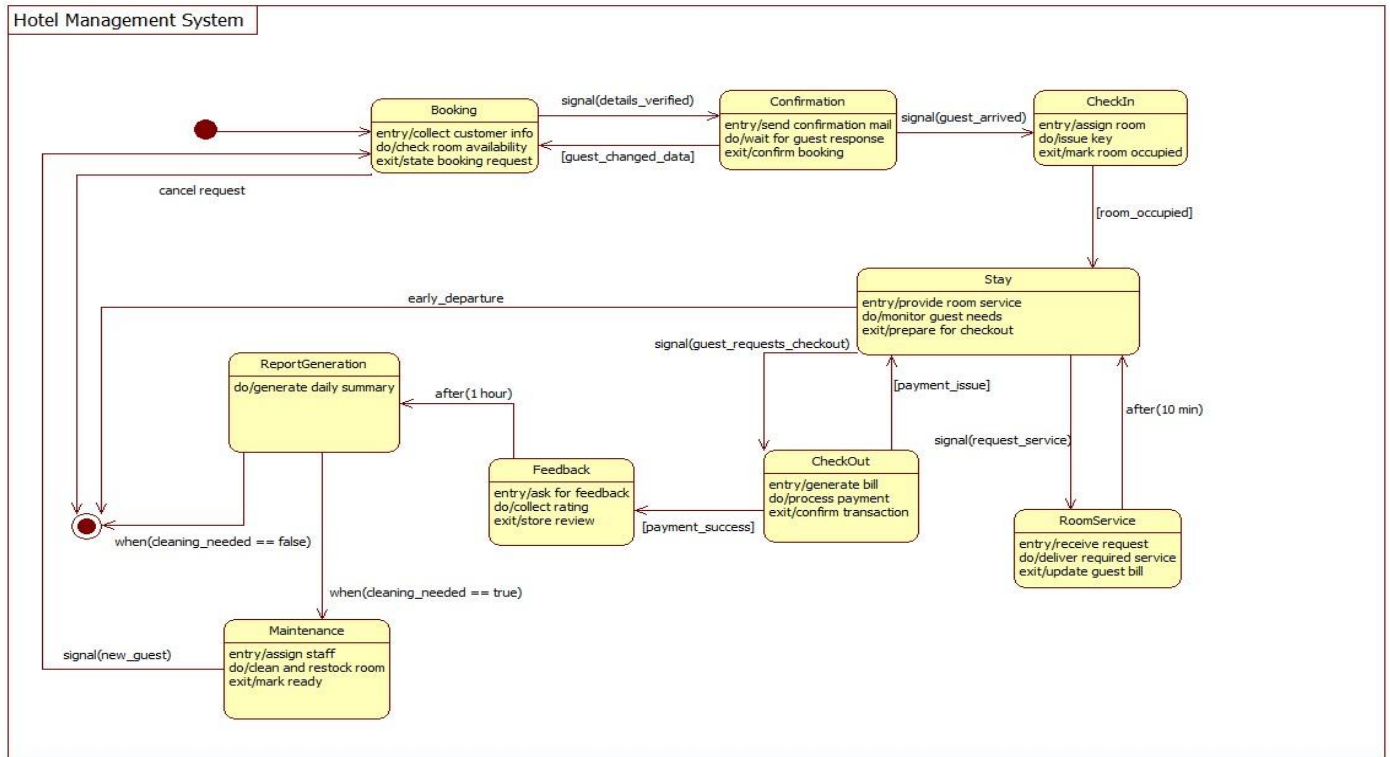 Hotel Management System
Booking
entry/collect customer info
do/check room availability
exit/state booking request
signal(details_verified)
[guest_changed_data]
Confirmation
entry/send confirmation mail
do/wait for guest response
exit/confirm booking
signal(guest_arrived)
CheckIn
entry/assign room
do/issue key
exit/mark room occupied
cancel request
[room_occupied]
Stay
entry/provide room service
do/monitor guest needs
exit/prepare for checkout
early_departure
signal(guest_requests_checkout)
[payment_issue]
after(10 min)
signal(request_service)
ReportGeneration
do/generate daily summary
after(1 hour)
Feedback
entry/ask for feedback
do/collect rating
exit/store review
[payment_success]
CheckOut
entry/generate bill
do/process payment
exit/confirm transaction
RoomService
entry/receive request
do/deliver required service
exit/update guest bill
when(cleaning_needed == false)
when(cleaning_needed == true)
Maintenance
entry/assign staff
do/clean and restock room
exit/mark ready
signal(new_guest)